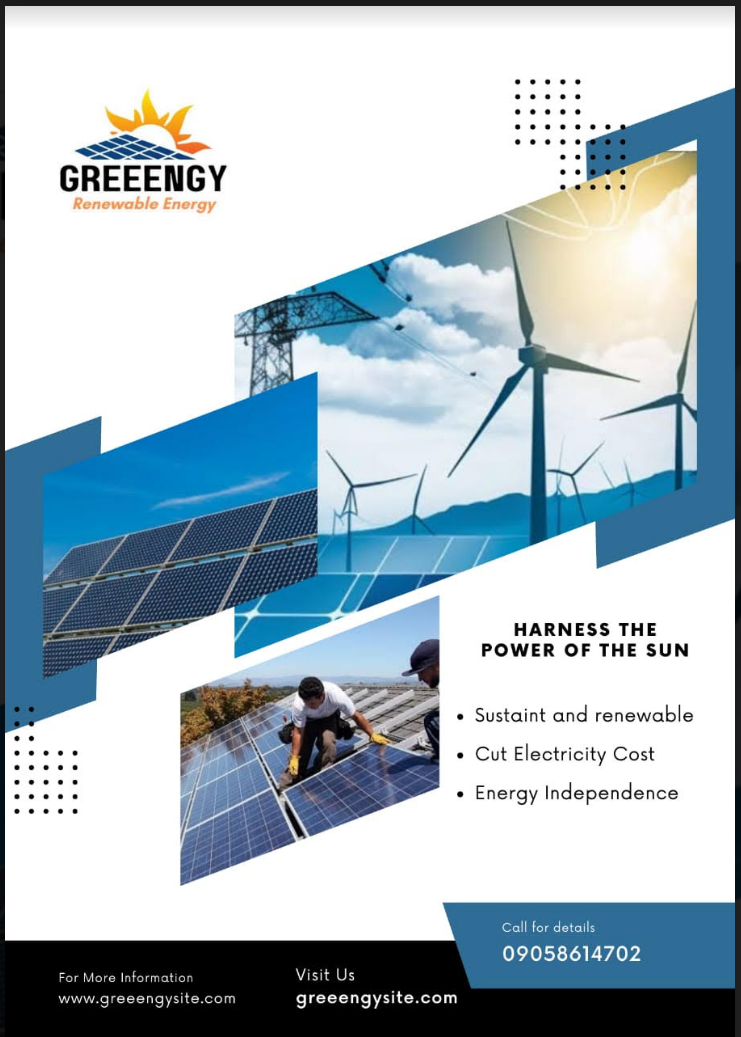 GREEENGY
Renewable Energy
HARNESS THE
POWER OF THE SUN
• Sustaint and renewable
• Cut Electricity Cost
• Energy Independence
Call for details
09058614702
For More Information
www.greeengysite.com
Visit Us
greeengysite.com